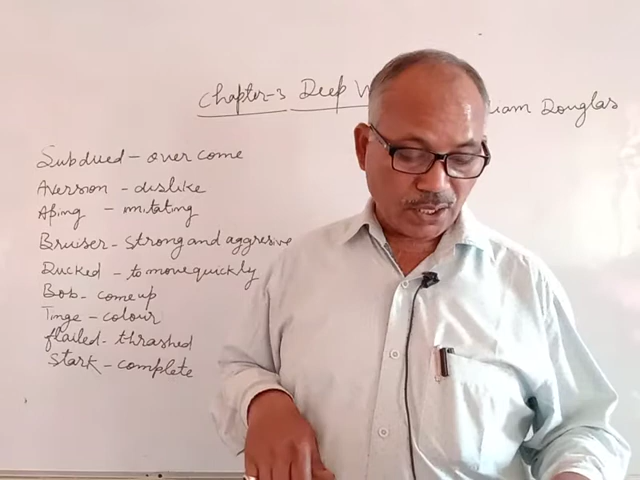 Chapter-3 Deep W iam Douglas
Subdued - over come
Aversion - dislike
Aping - imitating
Bruiser - strong and aggresive
Ducked - to move quickly
Bob - come up
Tinge - colour
flailed - thrashed
Stark - complete